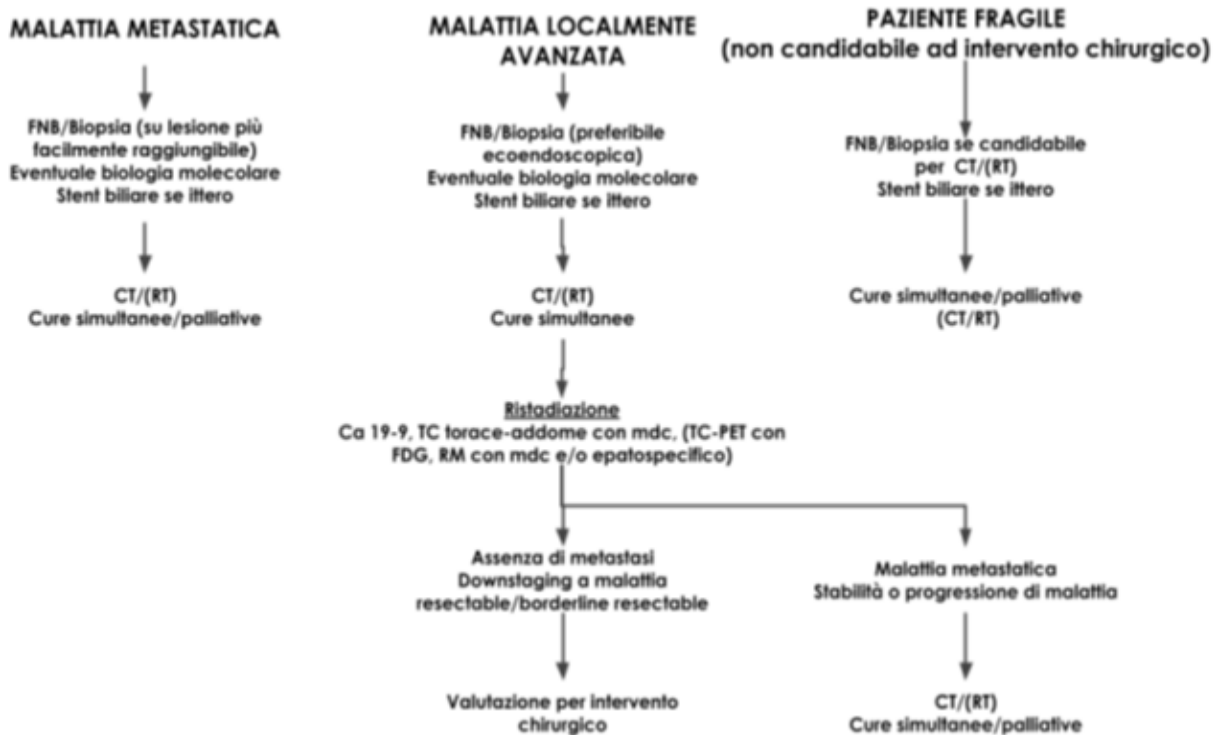 MALATTIA METASTATICA
FNB/Biopsia (su lesione più
facilmente raggiungibile)
Eventuale biologia molecolare
Stent biliare se ittero
CT/(RT)
Cure simultanee/palliative
MALATTIA LOCALMENTE
AVANZATA
FNB/Biopsia (preferibile
ecoendoscopica)
Eventuale biologia molecolare
Stent biliare se ittero
CT/(RT)
Cure simultanee
Ristadiazione
Ca 19-9, TC torace-addome con mdc, (TC-PET con
FDG, RM con mdc e/o epatospecifico)
Assenza di metastasi
Downstaging a malattia
resectable/borderline resectable
Valutazione per intervento
chirurgico
Malattia metastatica
Stabilità o progressione di malattia
CT/(RT)
Cure simultanee/palliative
PAZIENTE FRAGILE
(non candidabile ad intervento chirurgico)
FNB/Biopsia se candidabile
per CT/(RT)
Stent biliare se ittero
Cure simultanee/palliative
(CT/RT)